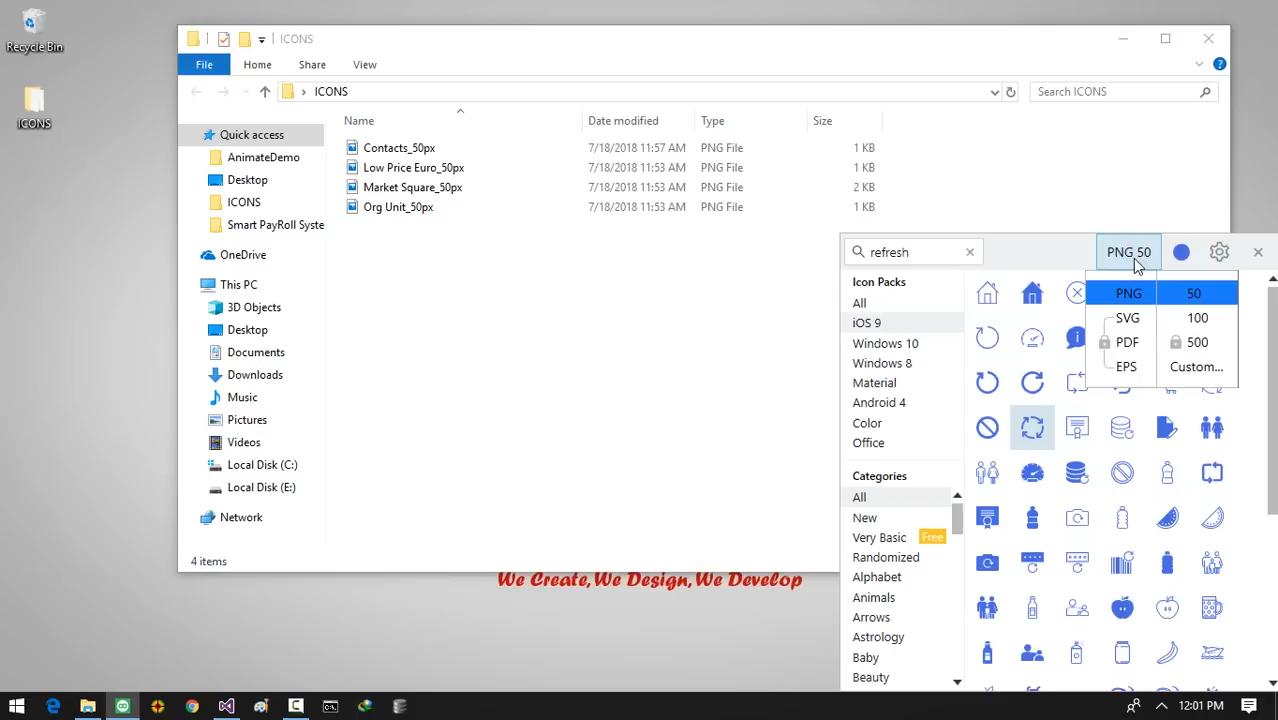 Recycle Bin
ICONS
ICONS
File
Home
Share
View
ICONS
Search ICONS
Name
Date modified
Type
Size
Quick access
AnimateDemo
Desktop
ICONS
Smart PayRoll Syste
OneDrive
This PC
3D Objects
Desktop
Documents
Downloads
Music
Pictures
Videos
Local Disk (C:)
Local Disk (E:)
Network
Contacts_50px 7/18/2018 11:57 AM PNG File 1 KB
Low Price Euro_50px 7/18/2018 11:53 AM PNG File 1 KB
Market Square_50px 7/18/2018 11:53 AM PNG File 2 KB
Org Unit_50px 7/18/2018 11:53 AM PNG File 1 KB
4 items
We Create, We Design, We Develop
refresh
PNG 50
PNG 50
SVG 100
PDF 500
EPS Custom...
Icon Packs
All
iOS 9
Windows 10
Windows 8
Material
Android 4
Color
Office
Categories
All
New
Very Basic Free
Randomized
Alphabet
Animals
Arrows
Astrology
Baby
Beauty
12:01 PM